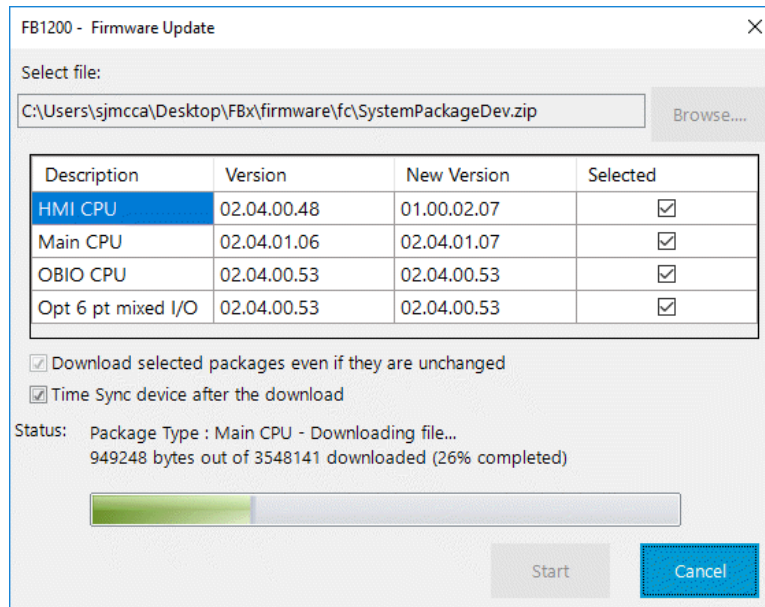 FB1200 - Firmware Update
Select file:
C:\Users\sjmcca\Desktop\FBx\firmware\fc\SystemPackageDev.zip Browse....
Description Version New Version Selected
HMI CPU 02.04.00.48 01.00.02.07
Main CPU 02.04.01.06 02.04.01.07
OBIO CPU 02.04.00.53 02.04.00.53
Opt 6 pt mixed I/O 02.04.00.53 02.04.00.53
Download selected packages even if they are unchanged
Time Sync device after the download
Status: Package Type : Main CPU - Downloading file...
949248 bytes out of 3548141 downloaded (26% completed)
Start Cancel